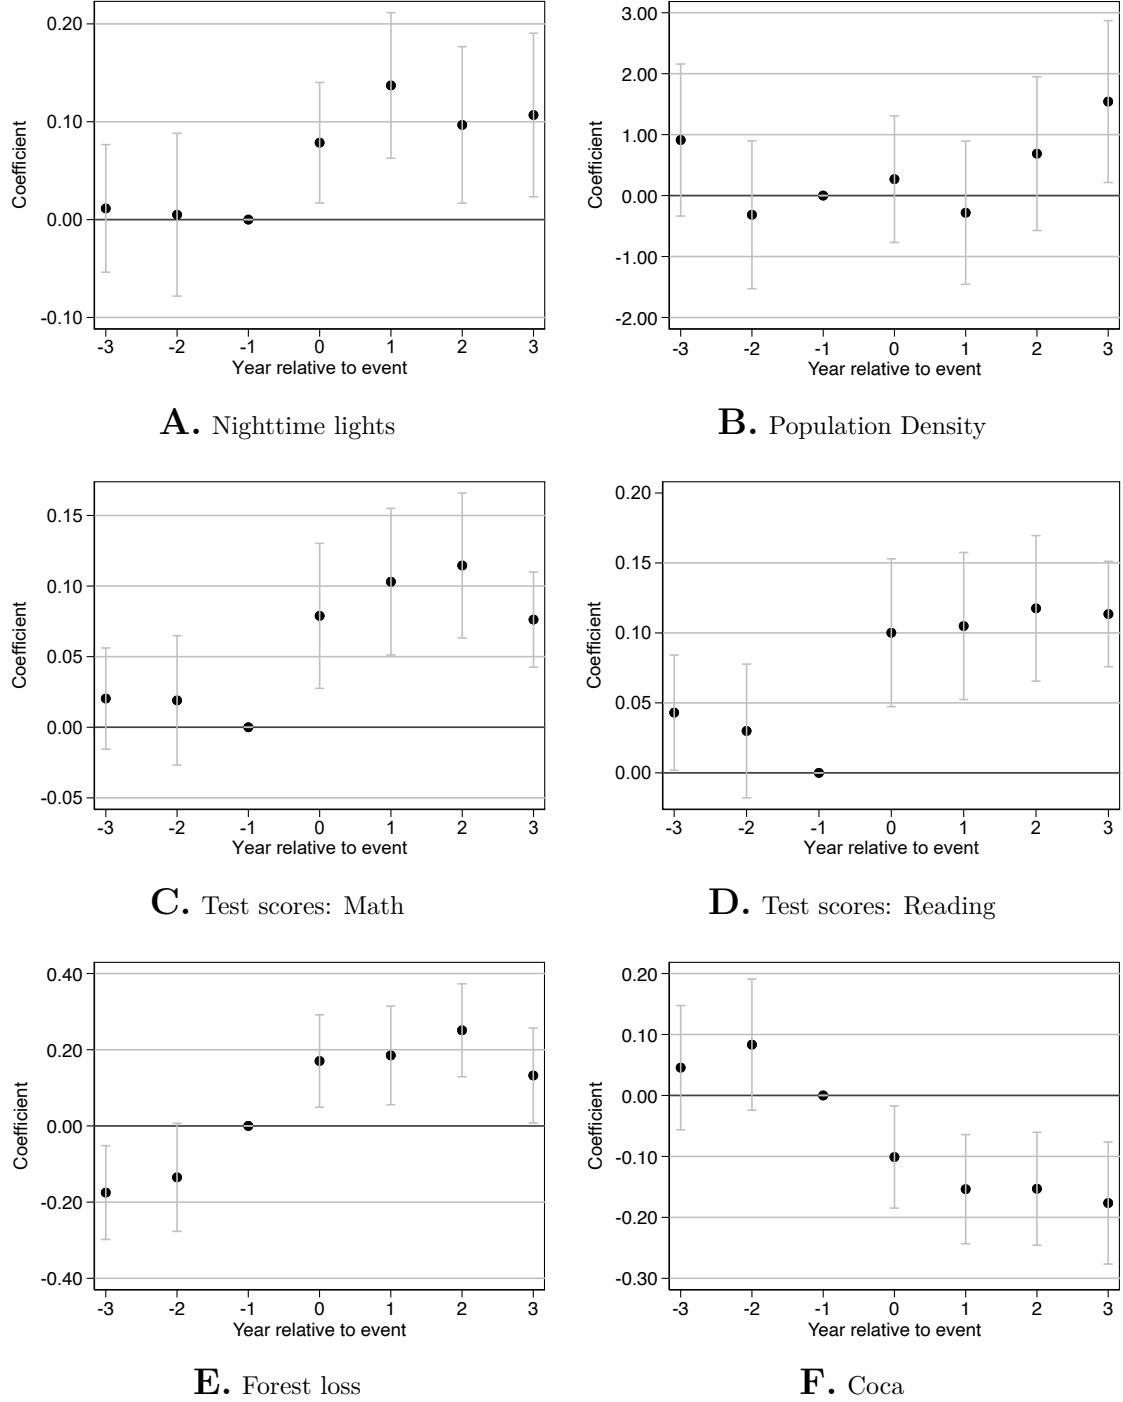 0.20
0.10
0.00
-0.10
Coefficient
-3 -2 -1 0 1 2 3
Year relative to event
A. Nighttime lights
3.00
2.00
1.00
0.00
-1.00
-2.00
Coefficient
-3 -2 -1 0 1 2 3
Year relative to event
B. Population Density
0.15
0.10
0.05
0.00
-0.05
Coefficient
-3 -2 -1 0 1 2 3
Year relative to event
C. Test scores: Math
0.20
0.15
0.10
0.05
0.00
Coefficient
-3 -2 -1 0 1 2 3
Year relative to event
D. Test scores: Reading
0.40
0.20
0.00
-0.20
-0.40
Coefficient
-3 -2 -1 0 1 2 3
Year relative to event
E. Forest loss
0.20
0.10
0.00
-0.10
-0.20
-0.30
Coefficient
-3 -2 -1 0 1 2 3
Year relative to event
F. Coca